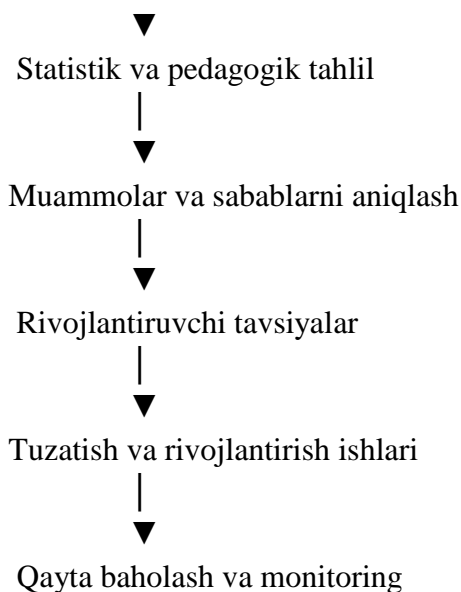 Statistik va pedagogik tahlil
Muammolar va sabablarni aniqlash
Rivojlantiruvchi tavsiyalar
Tuzatish va rivojlantirish ishlari
Qayta baholash va monitoring